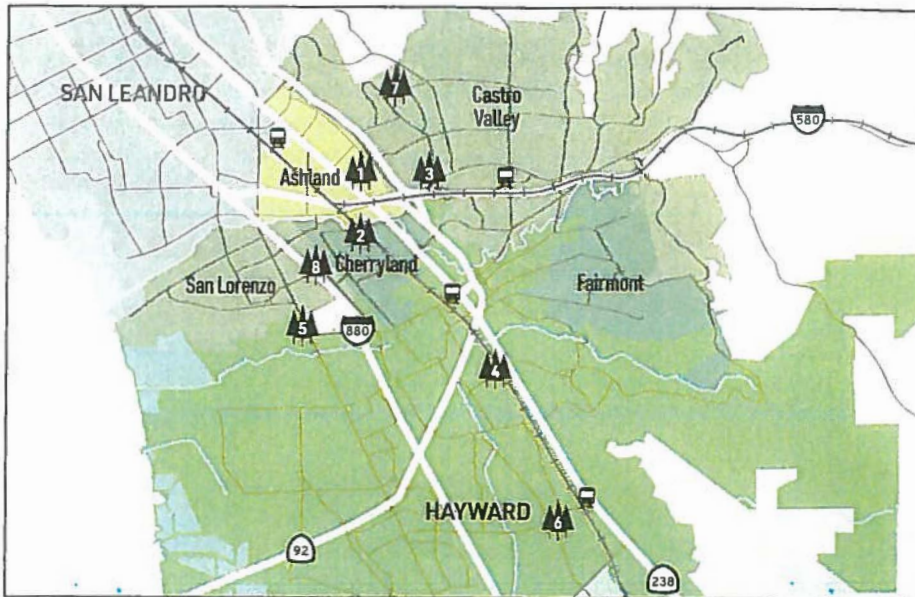 7
SAN LEANDRO
Castro
Valley
580
1
3
Ashland
2
8
Cherryland
San Lorenzo
Fairmont
5
880
4
HAYWARD
6
92
238